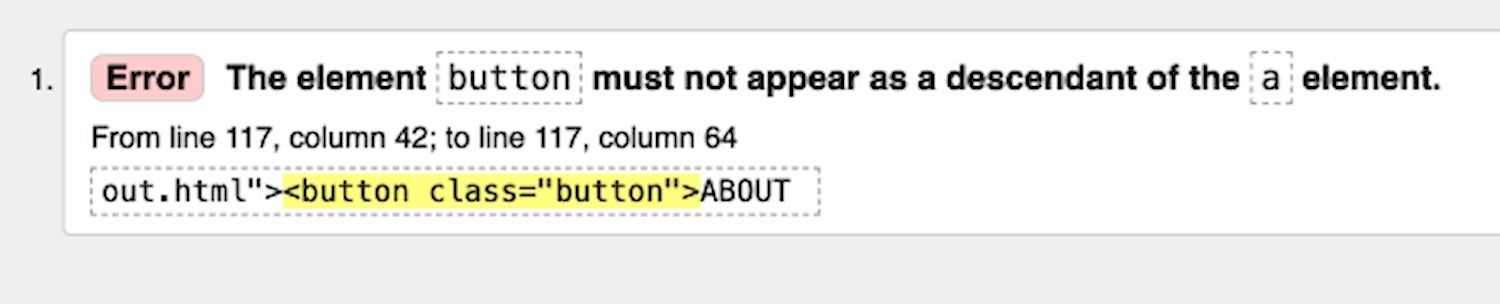 1. Error The element button must not appear as a descendant of the a element.
From line 117, column 42; to line 117, column 64
out.html"><button class="button">ABOUT